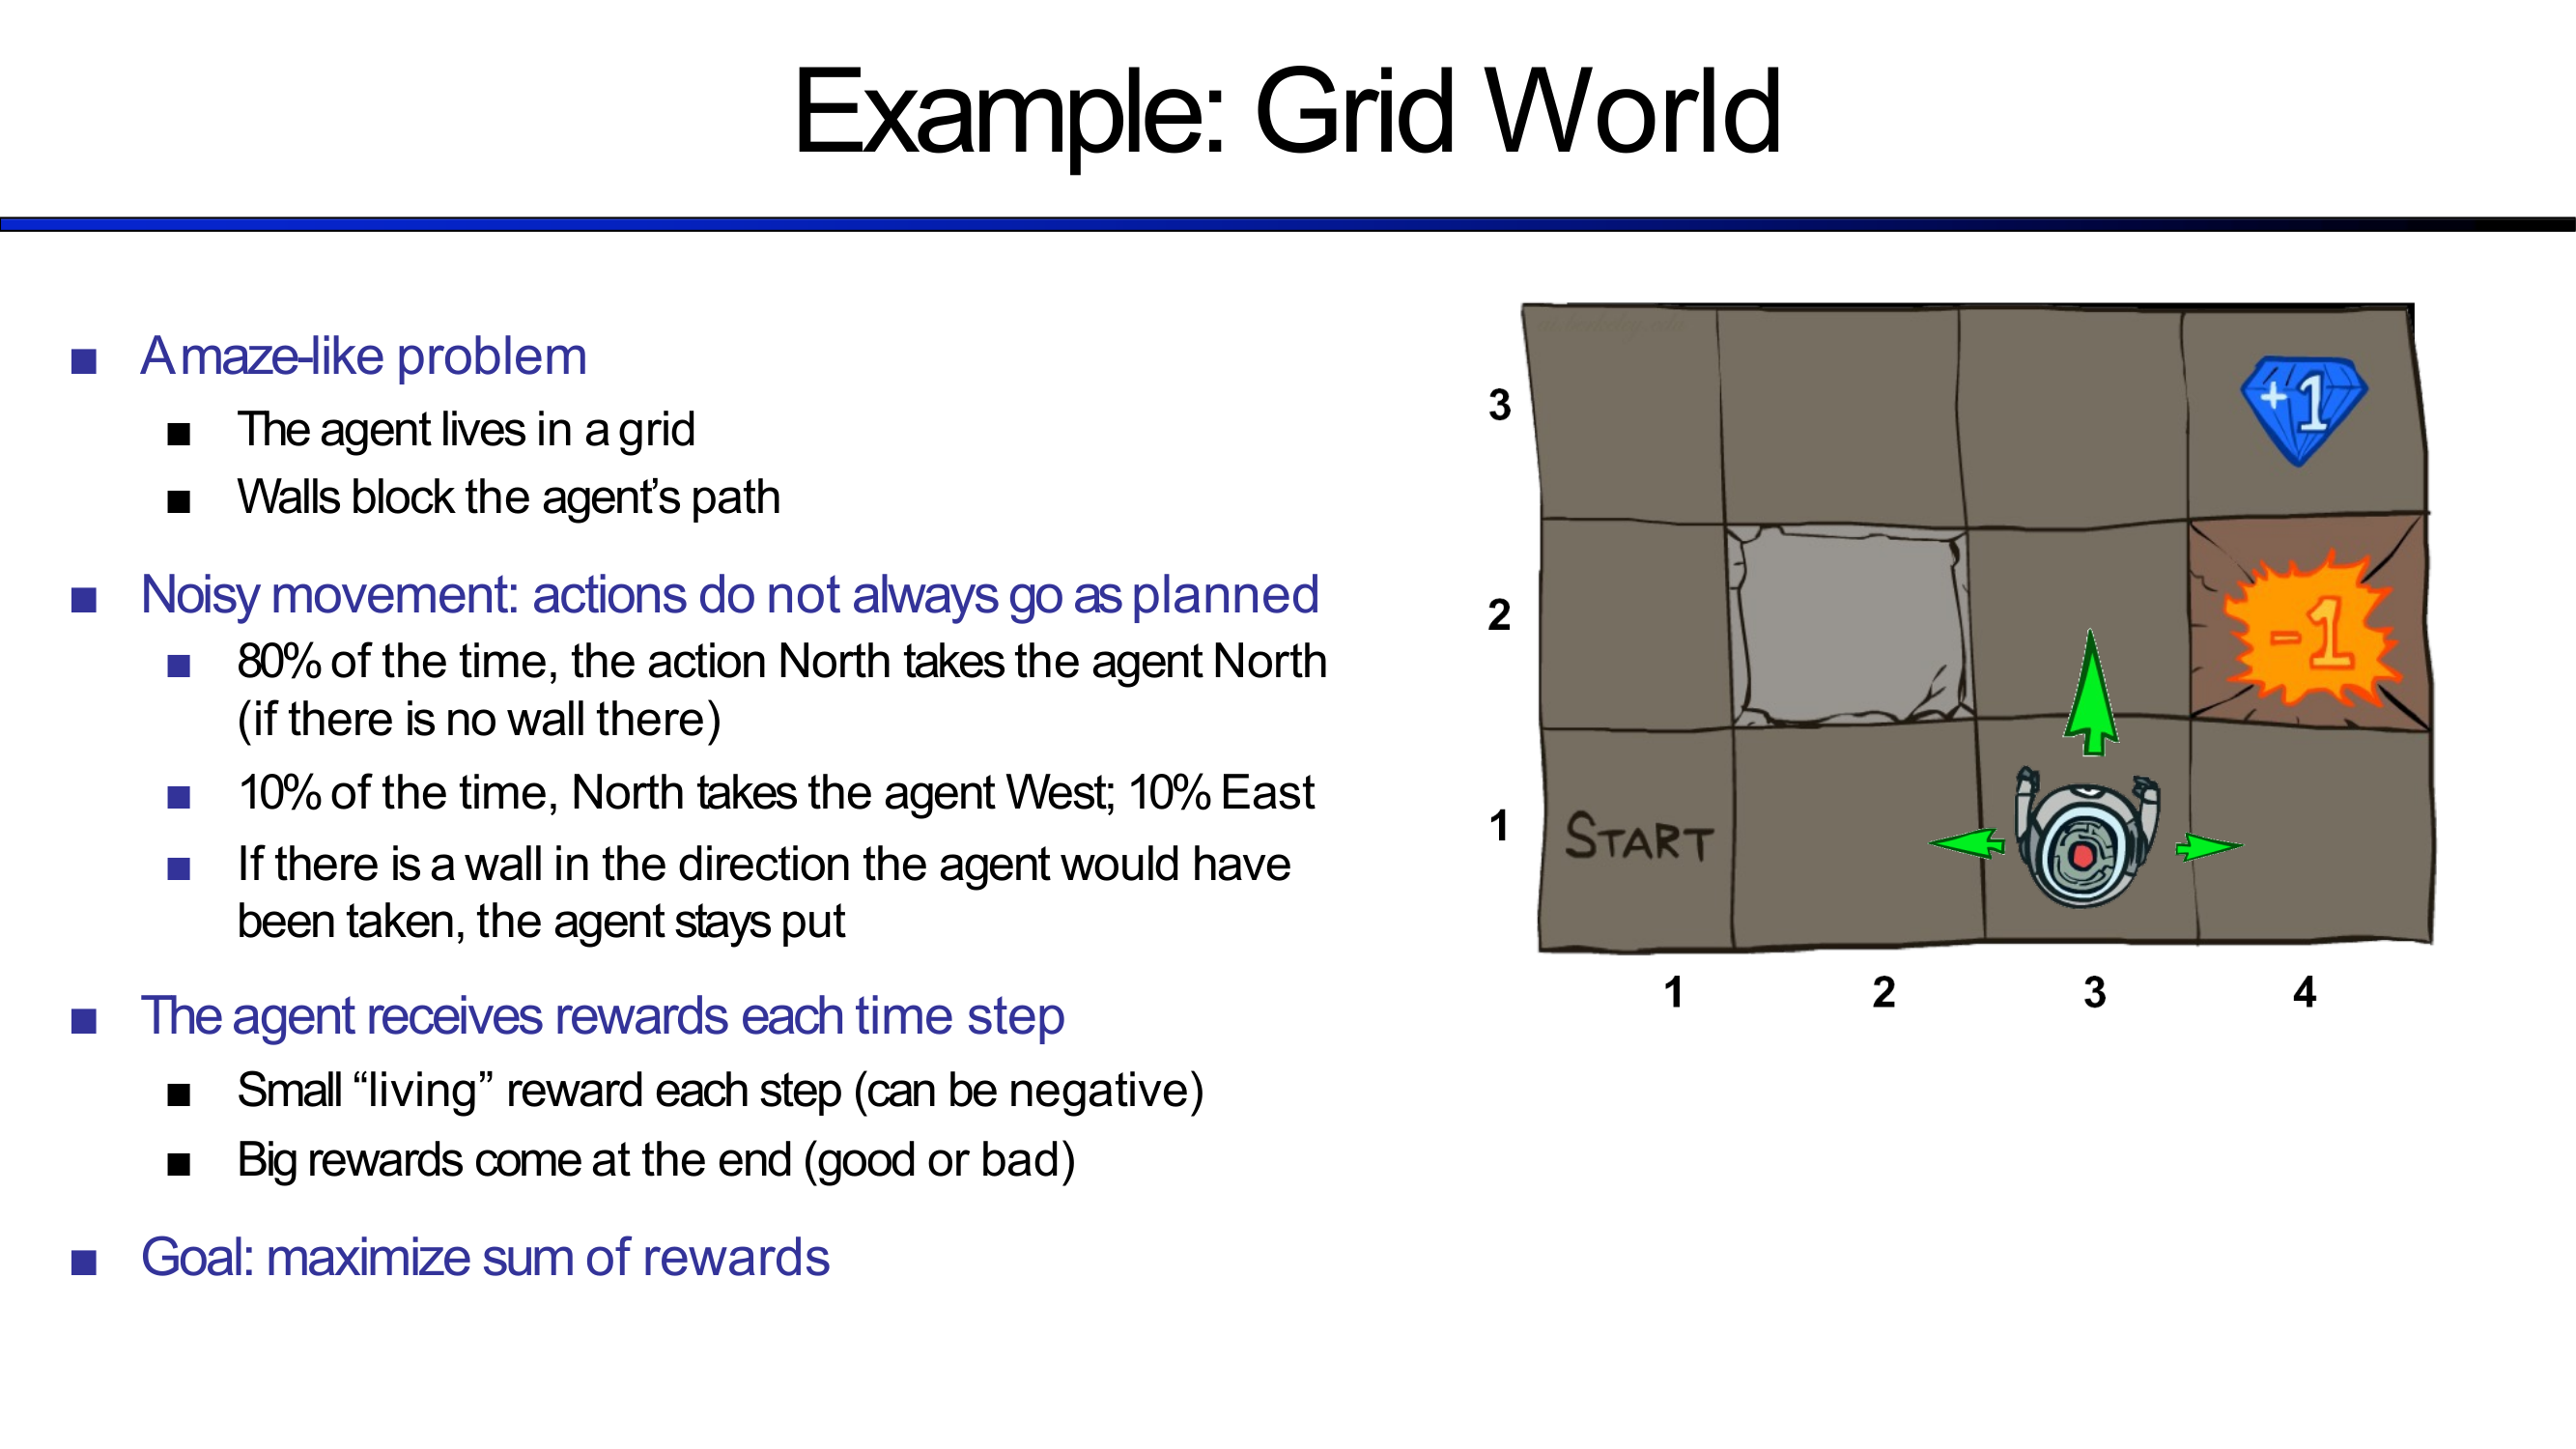 Example: Grid World
A maze-like problem
The agent lives in a grid
Walls block the agent’s path
Noisy movement: actions do not always go as planned
80% of the time, the action North takes the agent North
(if there is no wall there)
10% of the time, North takes the agent West; 10% East
If there is a wall in the direction the agent would have
been taken, the agent stays put
The agent receives rewards each time step
Small “living” reward each step (can be negative)
Big rewards come at the end (good or bad)
Goal: maximize sum of rewards
3
+1
2
-1
1
START
1 2 3 4